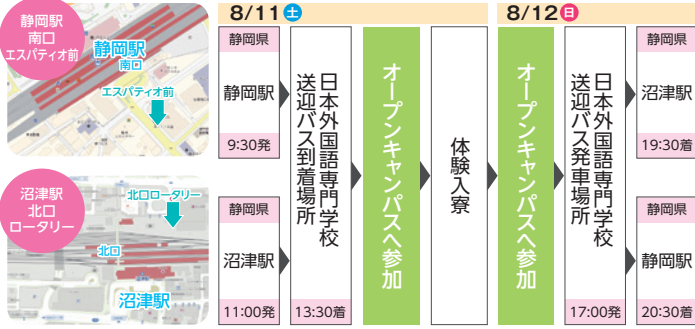 静岡駅
南口
エスパティオ前
静岡駅
南口
エスパティオ前
沼津駅
北口
ロータリー
北口ロータリー
北口
沼津駅
8/11土
静岡県
静岡駅
9:30発
静岡県
沼津駅
11:00発
日本外国語専門学校
送迎バス到着場所
13:30着
オープンキャンパスへ参加
体験入寮
8/12日
オープンキャンパスへ参加
日本外国語専門学校
送迎バス発車場所
17:00発
静岡県
沼津駅
19:30着
静岡県
静岡駅
20:30着